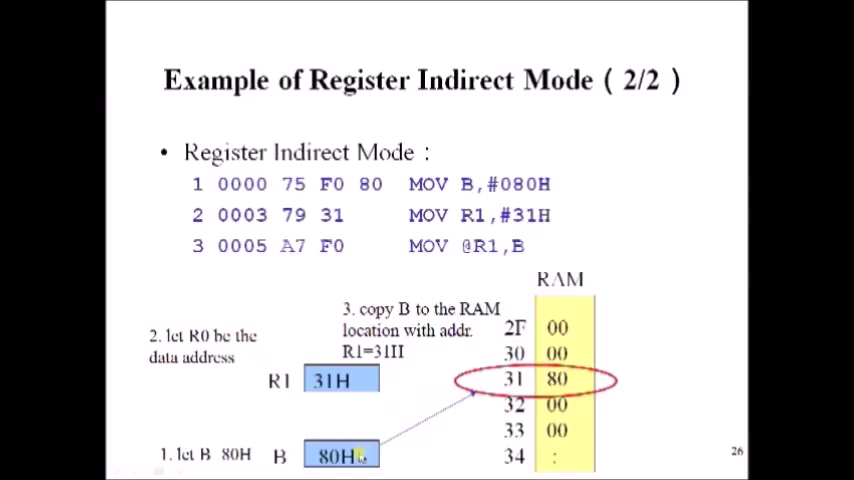 Example of Register Indirect Mode ( 2/2 )
• Register Indirect Mode :
1 0000 75 F0 80 MOV B,#080H
2 0003 79 31 MOV R1,#31H
3 0005 A7 F0 MOV @R1,B
RAM
3. copy B to the RAM
location with addr.
R1=31H
2. let R0 be the
data address
R1 31H
1. let B 80H
B 80H
2F 00
30 00
31 80
32 00
33 00
34 :
26